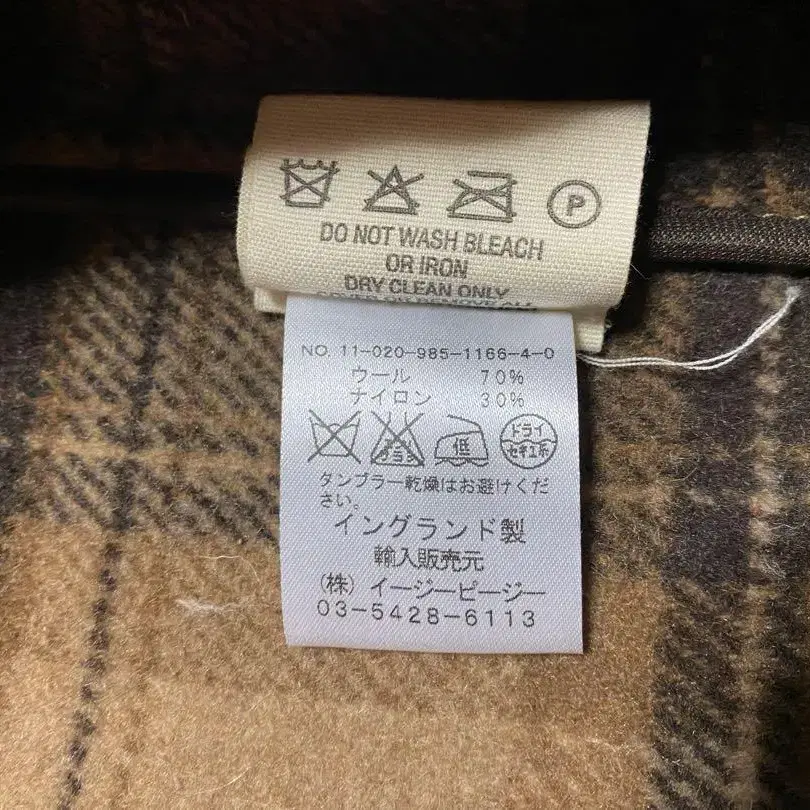 P
DO NOT WASH BLEACH
OR IRON
DRY CLEAN ONLY
NO. 11-020-985-1166-4-0
ウール 70%
ナイロン 30%
低
ドライ
セキユ系
タンブラー乾燥はお避けくだ
さい。
イングランド製
輸入販売元
(株) イージーピージー
03-5428-6113